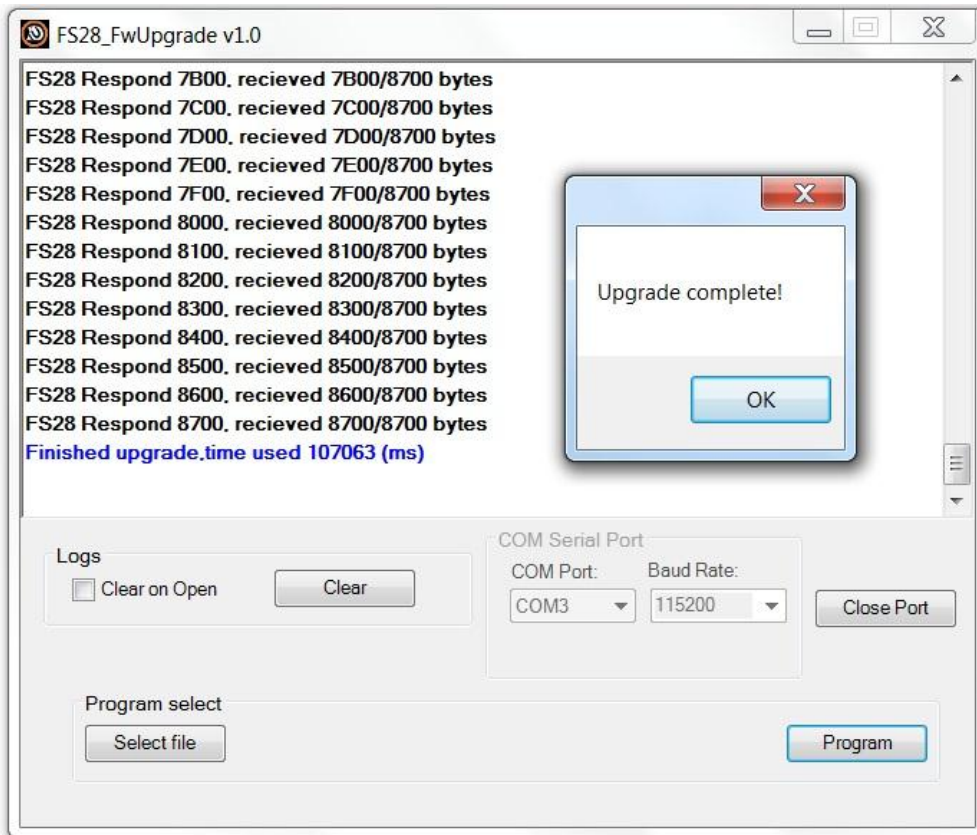 FS28_FwUpgrade v1.0
FS28 Respond 7B00, recieved 7B00/8700 bytes
FS28 Respond 7C00, recieved 7C00/8700 bytes
FS28 Respond 7D00, recieved 7D00/8700 bytes
FS28 Respond 7E00, recieved 7E00/8700 bytes
FS28 Respond 7F00, recieved 7F00/8700 bytes
FS28 Respond 8000, recieved 8000/8700 bytes
FS28 Respond 8100, recieved 8100/8700 bytes
FS28 Respond 8200, recieved 8200/8700 bytes
FS28 Respond 8300, recieved 8300/8700 bytes
FS28 Respond 8400, recieved 8400/8700 bytes
FS28 Respond 8500, recieved 8500/8700 bytes
FS28 Respond 8600, recieved 8600/8700 bytes
FS28 Respond 8700, recieved 8700/8700 bytes
Finished upgrade,time used 107063 (ms)
Upgrade complete!
OK
Logs
Clear on Open
Clear
COM Serial Port
COM Port:
Baud Rate:
COM3
115200
Close Port
Program select
Select file
Program